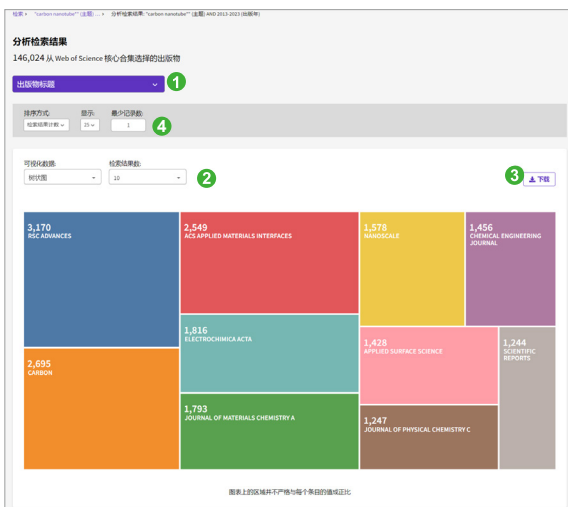 检索 > "carbon nanotube*" (主题) ... > 分析检索结果: "carbon nanotube*" (主题) AND 2013-2023 (出版年)
分析检索结果
146,024 从 Web of Science 核心合集选择的出版物
出版物标题
1
排序方式: 显示: 最少记录数:
检索结果计数 25 1
4
可视化数据: 检索结果数:
树状图 10
2
3
下载
3,170
RSC ADVANCES
2,549
ACS APPLIED MATERIALS INTERFACES
1,578
NANOSCALE
1,456
CHEMICAL ENGINEERING
JOURNAL
1,816
ELECTROCHIMICA ACTA
1,428
APPLIED SURFACE SCIENCE
1,244
SCIENTIFIC
REPORTS
2,695
CARBON
1,793
JOURNAL OF MATERIALS CHEMISTRY A
1,247
JOURNAL OF PHYSICAL CHEMISTRY C
图表上的区域并不严格与每个条目的值成正比